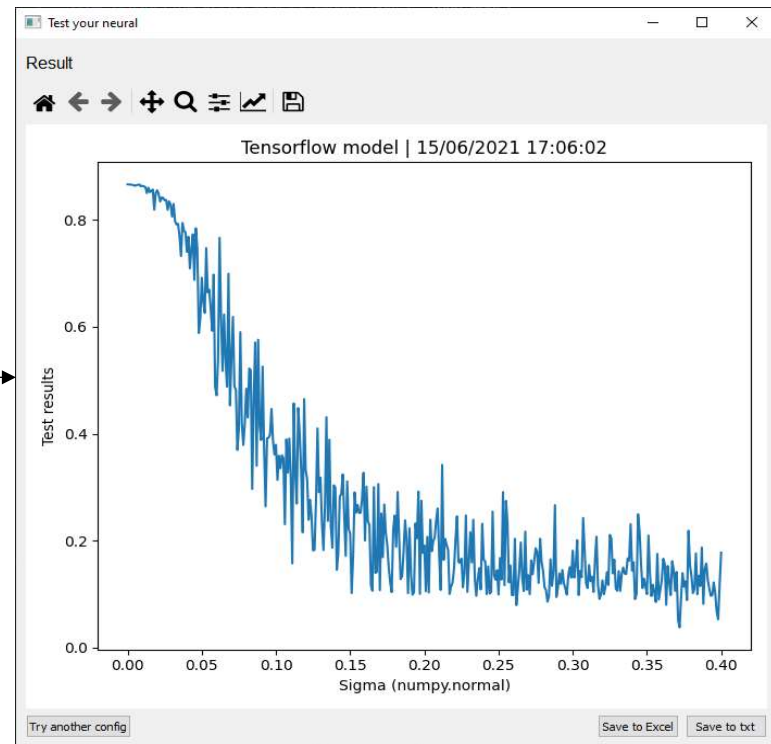 Test your neural
Result
Tensorflow model | 15/06/2021 17:06:02
Test results
0.8
0.6
0.4
0.2
0.0
0.00 0.05 0.10 0.15 0.20 0.25 0.30 0.35 0.40
Sigma (numpy.normal)
Try another config Save to Excel Save to txt